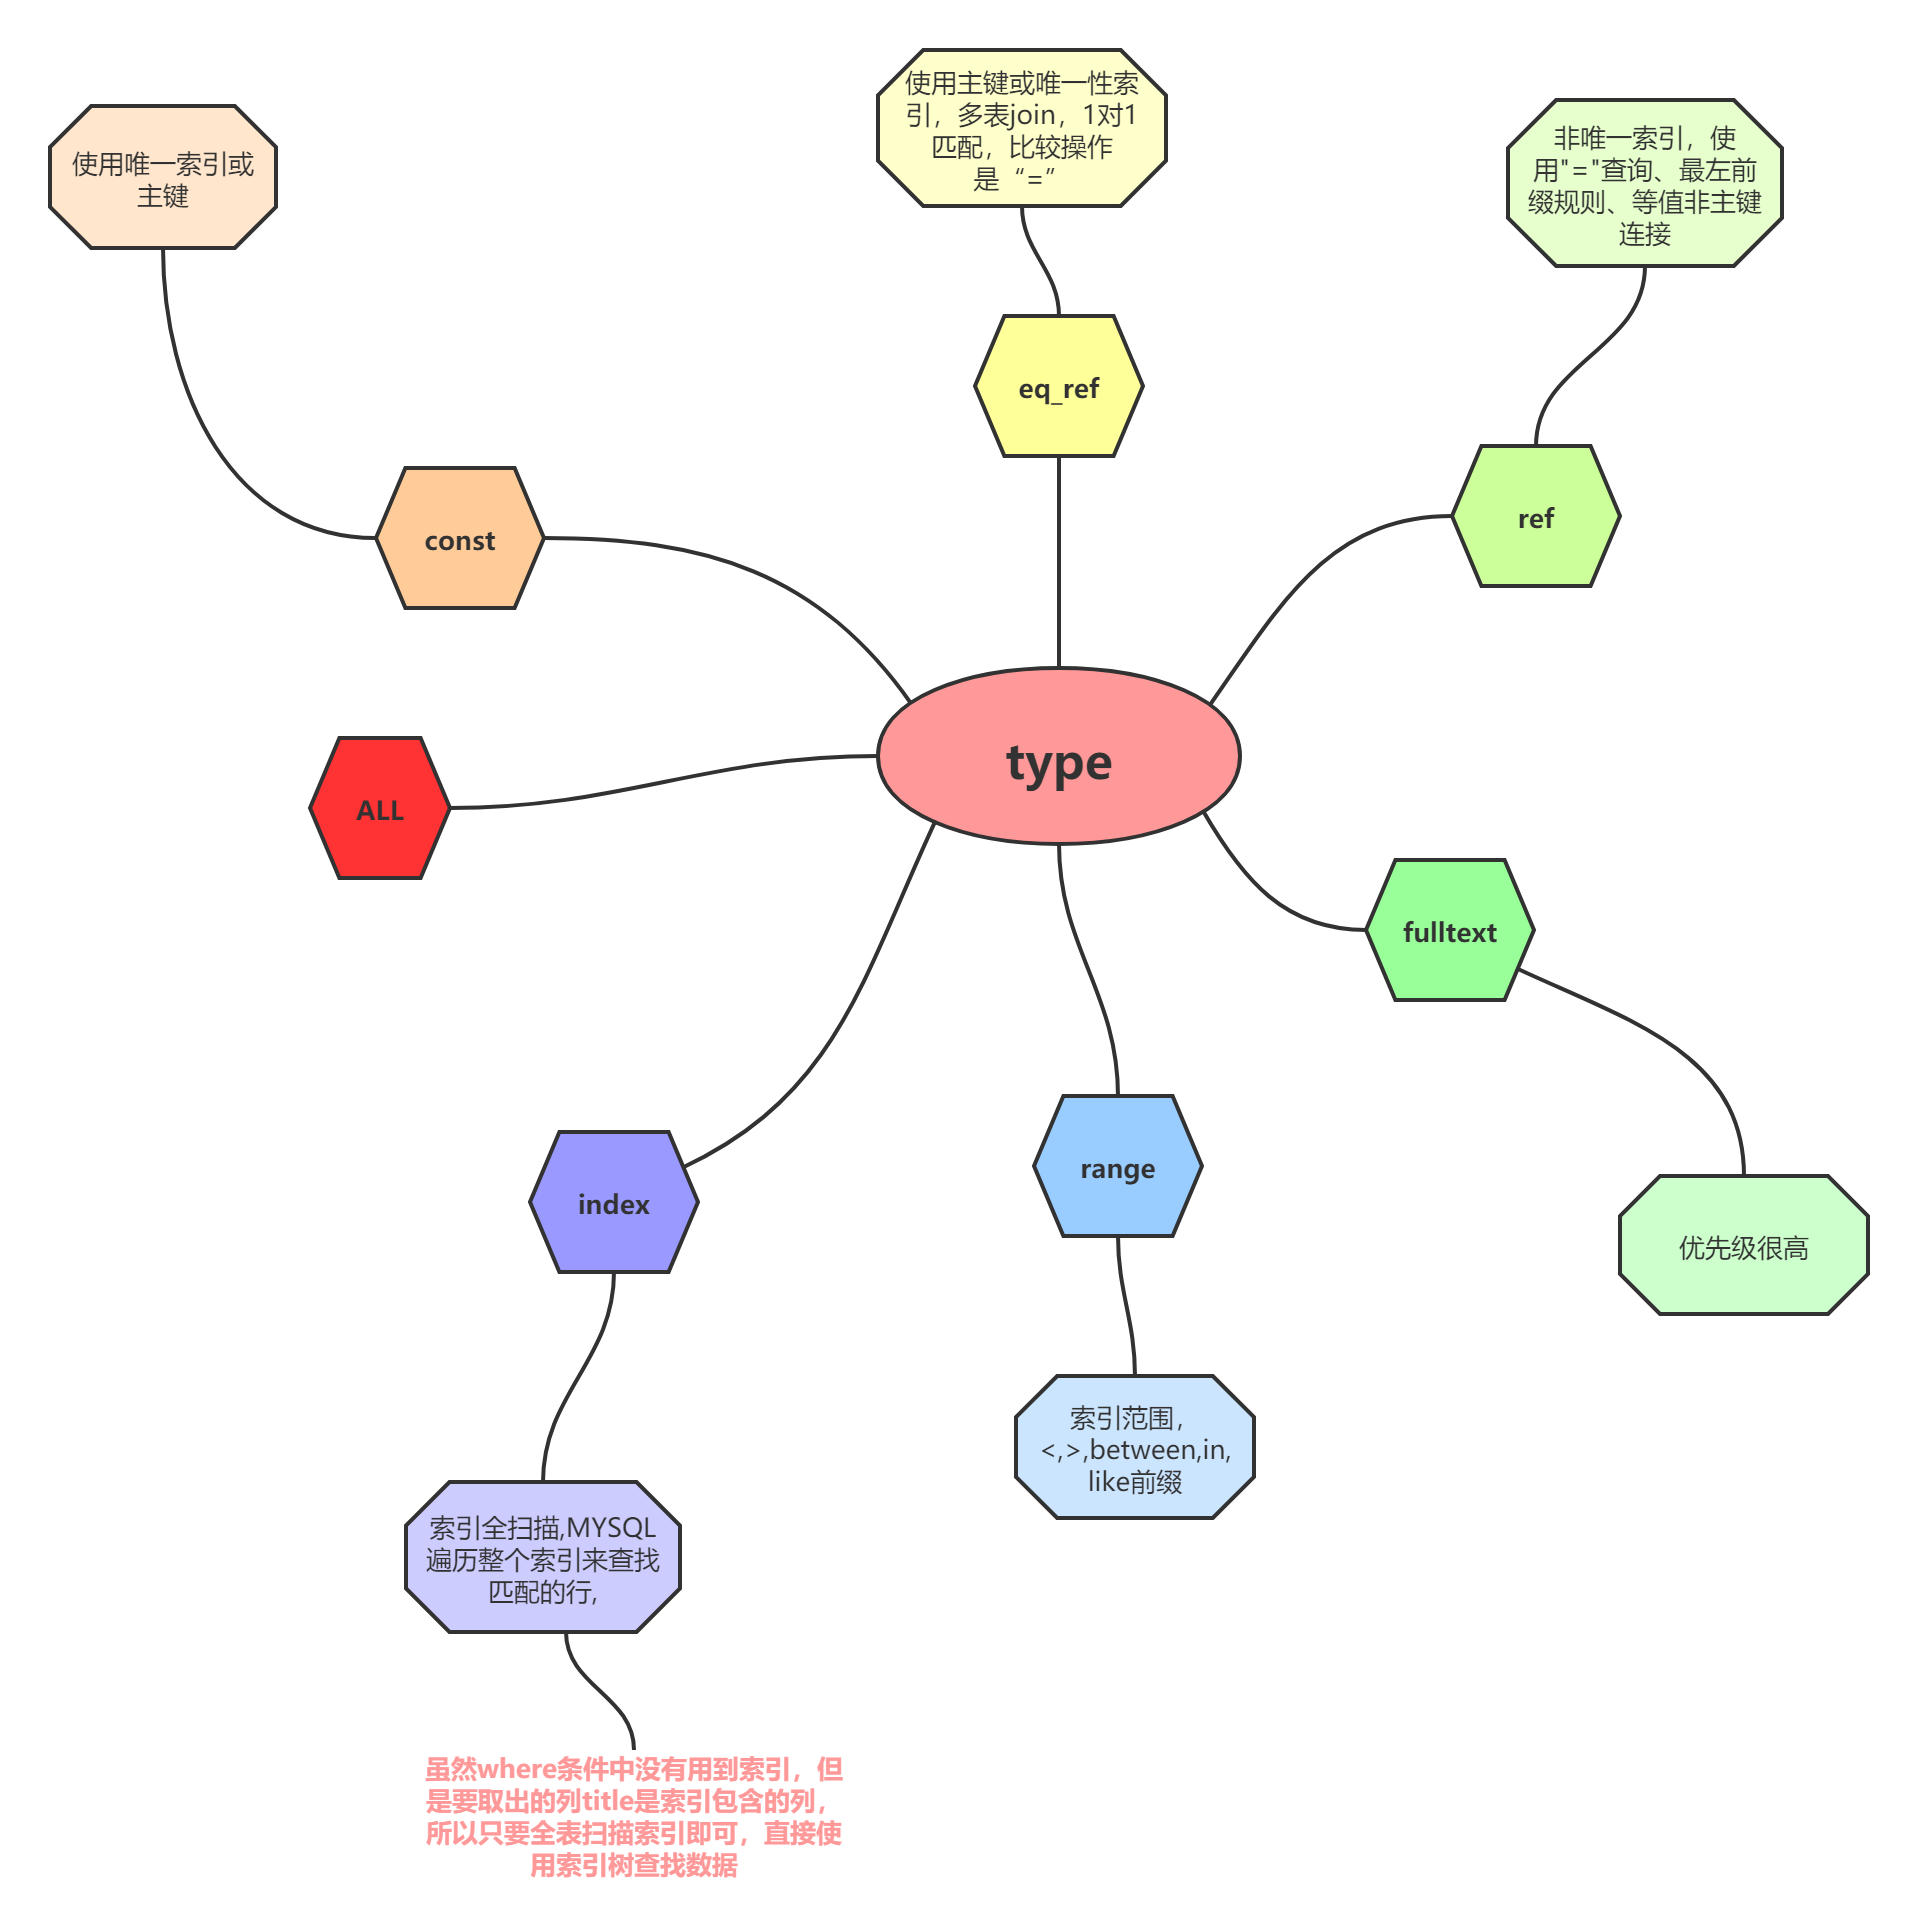 使用主键或唯一性索
引，多表join，1对1
匹配，比较操作
是“=”
使用唯一索引或
主键
非唯一索引，使
用"="查询、最左前
缀规则、等值非主键
连接
eq_ref
const
ref
type
ALL
fulltext
range
index
优先级很高
索引范围，
<,>,between,in,
like前缀
索引全扫描,MYSQL
遍历整个索引来查找
匹配的行,
虽然where条件中没有用到索引，但
是要取出的列title是索引包含的列，
所以只要全表扫描索引即可，直接使
用索引树查找数据